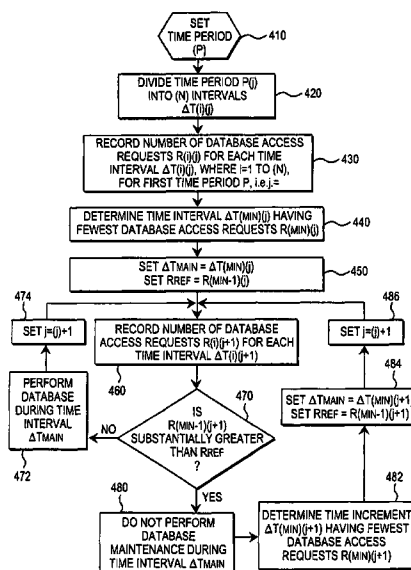 SET
TIME PERIOD
(P)
410
DIVIDE TIME PERIOD P(j)
INTO (N) INTERVALS
ΔT(i)(j)
420
RECORD NUMBER OF DATABASE ACCESS
REQUESTS R(i)(j) FOR EACH TIME
INTERVAL ΔT(i)(j), WHERE i=1 TO (N),
FOR FIRST TIME PERIOD P, i.e.j.=
430
DETERMINE TIME INTERVAL ΔT(MIN)(j) HAVING
FEWEST DATABASE ACCESS REQUESTS R(MIN)(j)
440
SET ΔTMAIN = ΔT(MIN)(j)
SET RREF = R(MIN-1)(j)
450
474
SET j=(j)+1
486
SET j=(j)+1
RECORD NUMBER OF DATABASE
ACCESS REQUESTS R(i)(j+1) FOR EACH
TIME INTERVAL ΔT(i)(j+1)
460
484
SET ΔTMAIN = ΔT(MIN)(j+1)
SET RREF = R(MIN-1)(j+1)
PERFORM
DATABASE
DURING TIME
INTERVAL
ΔTMAIN
472
NO
470
IS
R(MIN-1)(j+1)
SUBSTANTIALLY GREATER
THAN RREF
?
YES
480
DO NOT PERFORM
DATABASE
MAINTENANCE DURING
TIME INTERVAL ΔTMAIN
482
DETERMINE TIME INCREMENT
ΔT(MIN)(j+1) HAVING FEWEST
DATABASE ACCESS
REQUESTS R(MIN)(j+1)